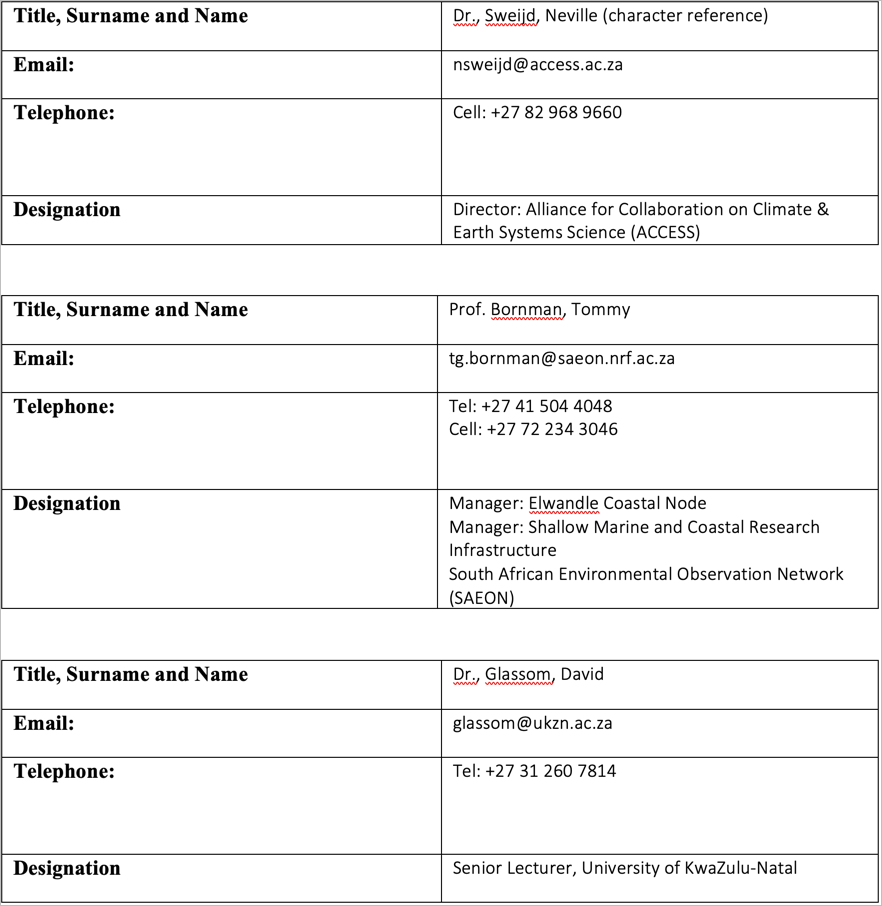 Title, Surname and Name
Dr., Sweijd, Neville (character reference)
Email:
nsweijd@access.ac.za
Telephone:
Cell: +27 82 968 9660
Designation
Director: Alliance for Collaboration on Climate &
Earth Systems Science (ACCESS)
Title, Surname and Name
Prof. Bornman, Tommy
Email:
tg.bornman@saeon.nrf.ac.za
Telephone:
Tel: +27 41 504 4048
Cell: +27 72 234 3046
Designation
Manager: Elwandle Coastal Node
Manager: Shallow Marine and Coastal Research
Infrastructure
South African Environmental Observation Network
(SAEON)
Title, Surname and Name
Dr., Glassom, David
Email:
glassom@ukzn.ac.za
Telephone:
Tel: +27 31 260 7814
Designation
Senior Lecturer, University of KwaZulu-Natal